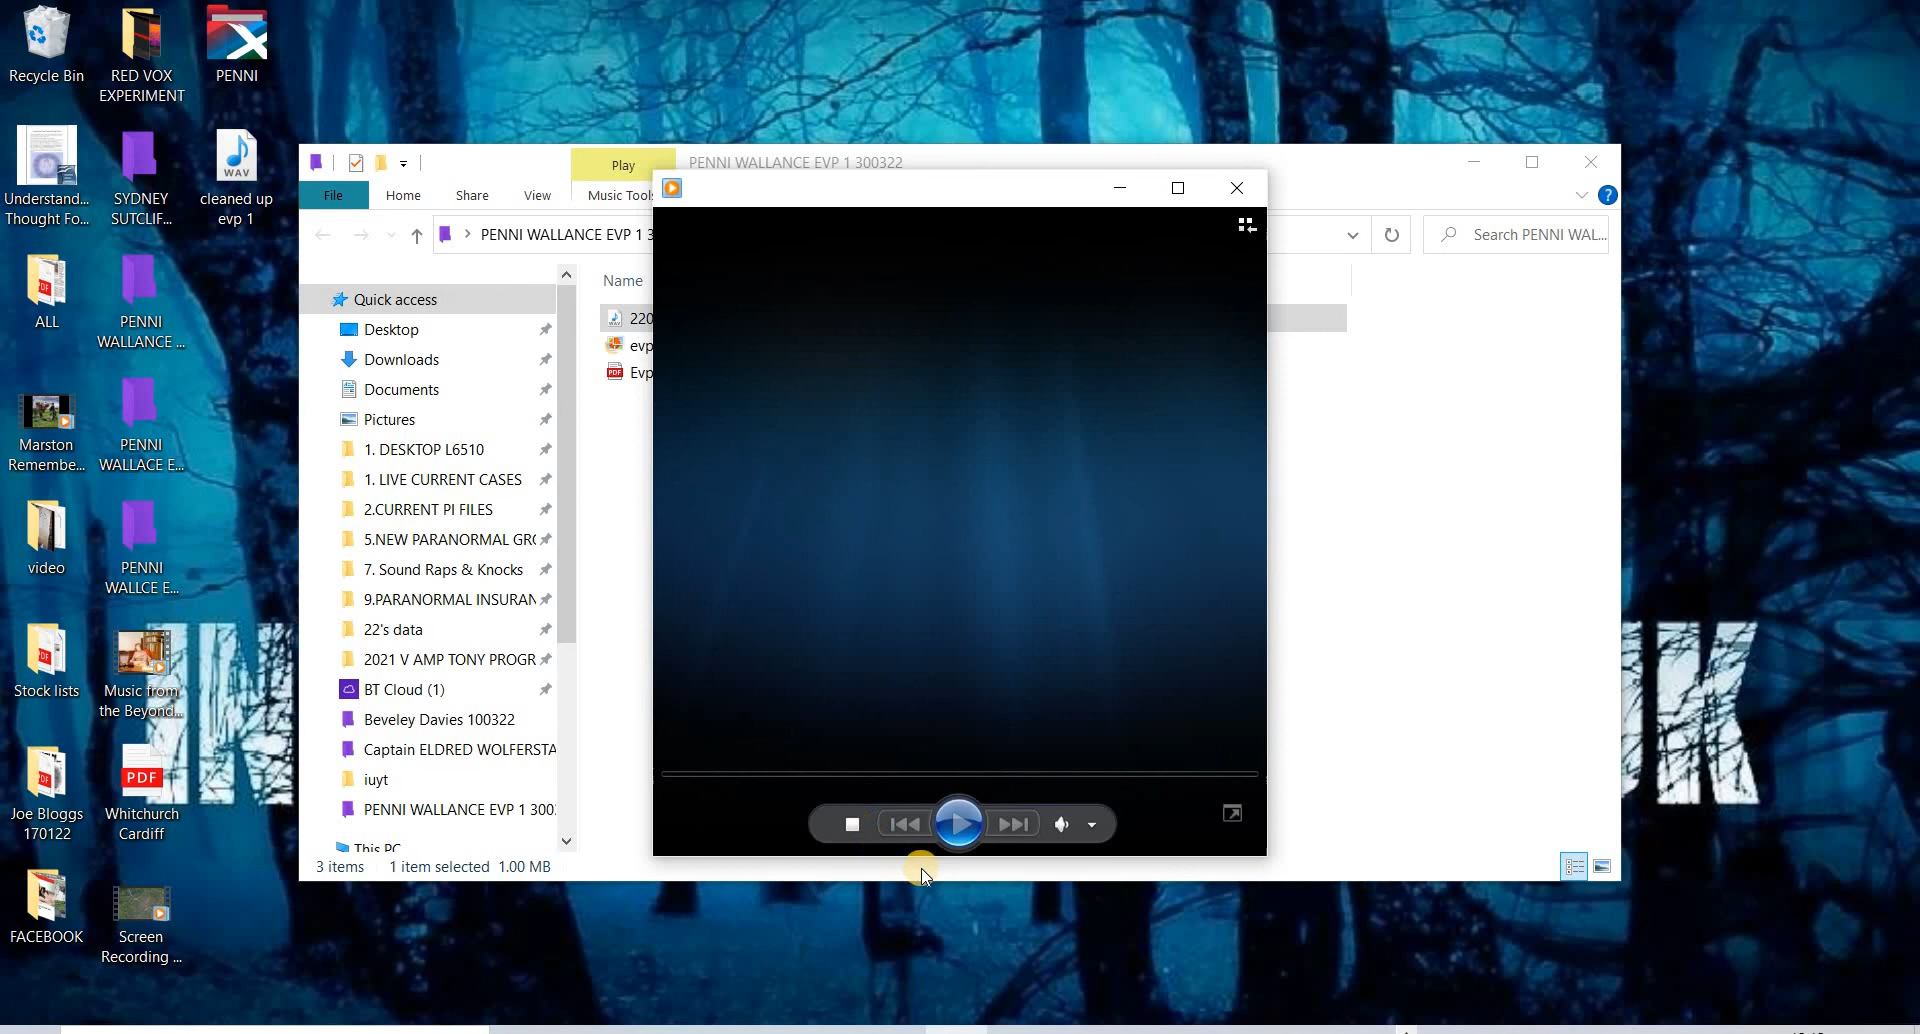 Recycle Bin
RED VOX
EXPERIMENT
PENNI
Understand...
Thought Fo...
SYDNEY
SUTCLIF...
WAV
cleaned up
evp 1
ALL
PENNI
WALLANCE ...
Marston
Remembe...
PENNI
WALLACE E...
video
PENNI
WALLCE E...
Stock lists
Music from
the Beyond...
Joe Bloggs
170122
PDF
Whitchurch
Cardiff
FACEBOOK
Screen
Recording ...
Play
PENNI WALLANCE EVP 1 300322
File
Home
Share
View
Music Tools
PENNI WALLANCE EVP 1 3
Search PENNI WAL...
Name
220
evp
Evp
Quick access
Desktop
Downloads
Documents
Pictures
1. DESKTOP L6510
1. LIVE CURRENT CASES
2.CURRENT PI FILES
5.NEW PARANORMAL GR
7. Sound Raps & Knocks
9.PARANORMAL INSURAN
22's data
2021 V AMP TONY PROGR
BT Cloud (1)
Beveley Davies 100322
Captain ELDRED WOLFERSTA
iuyt
PENNI WALLANCE EVP 1 300
This PC
3 items
1 item selected 1.00 MB